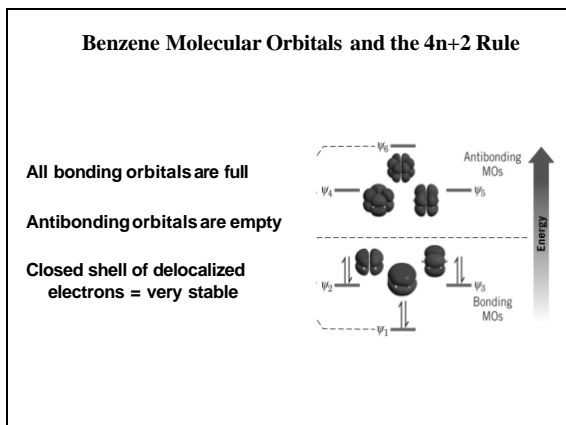 Benzene Molecular Orbitals and the 4n+2 Rule
All bonding orbitals are full
Antibonding orbitals are empty
Closed shell of delocalized
electrons = very stable
ψ6
Antibonding
MOs
ψ4
ψ5
Energy
ψ2
ψ3
Bonding
MOs
ψ1